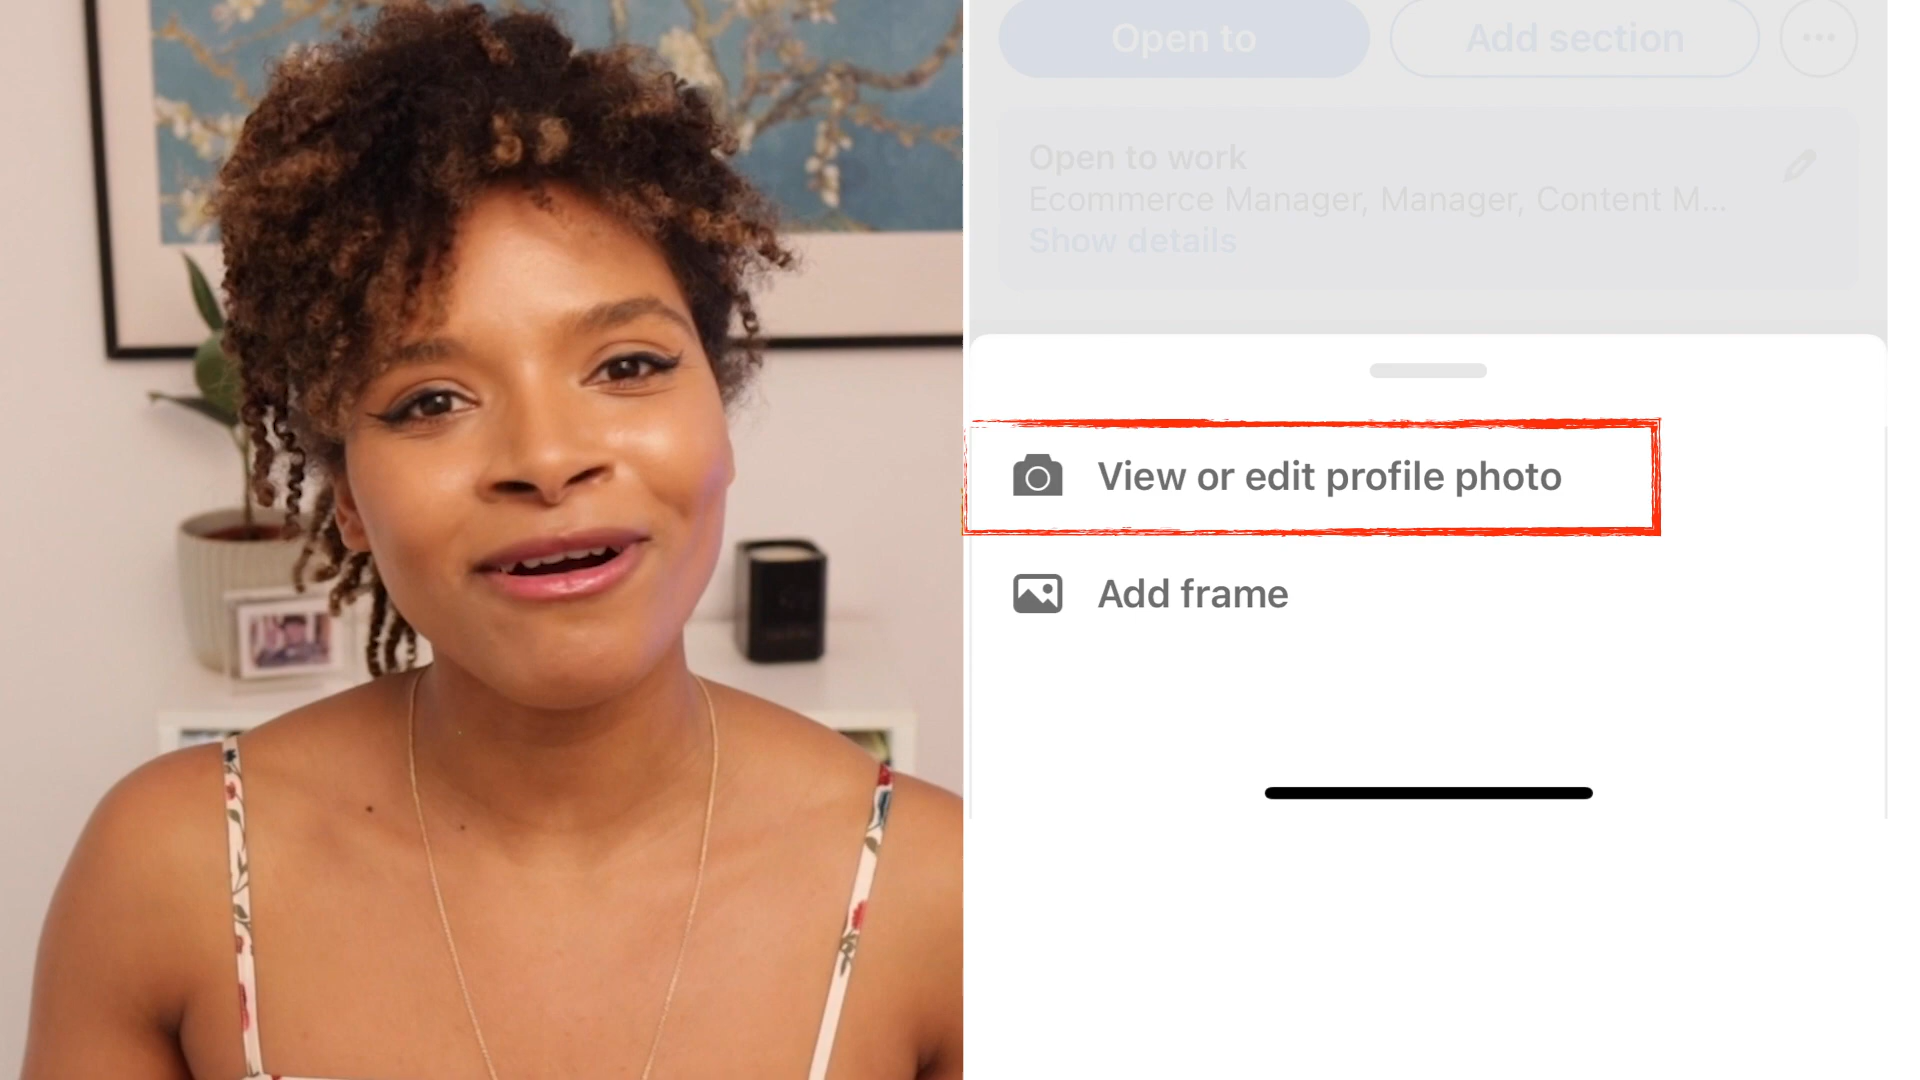 Open to
Add section
Open to work
Ecommerce Manager, Manager, Content M...
Show details
View or edit profile photo
Add frame